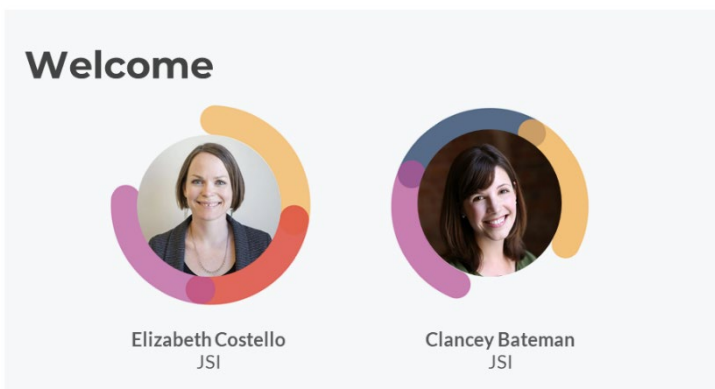 Welcome
Elizabeth Costello
JSI
Clancey Bateman
JSI